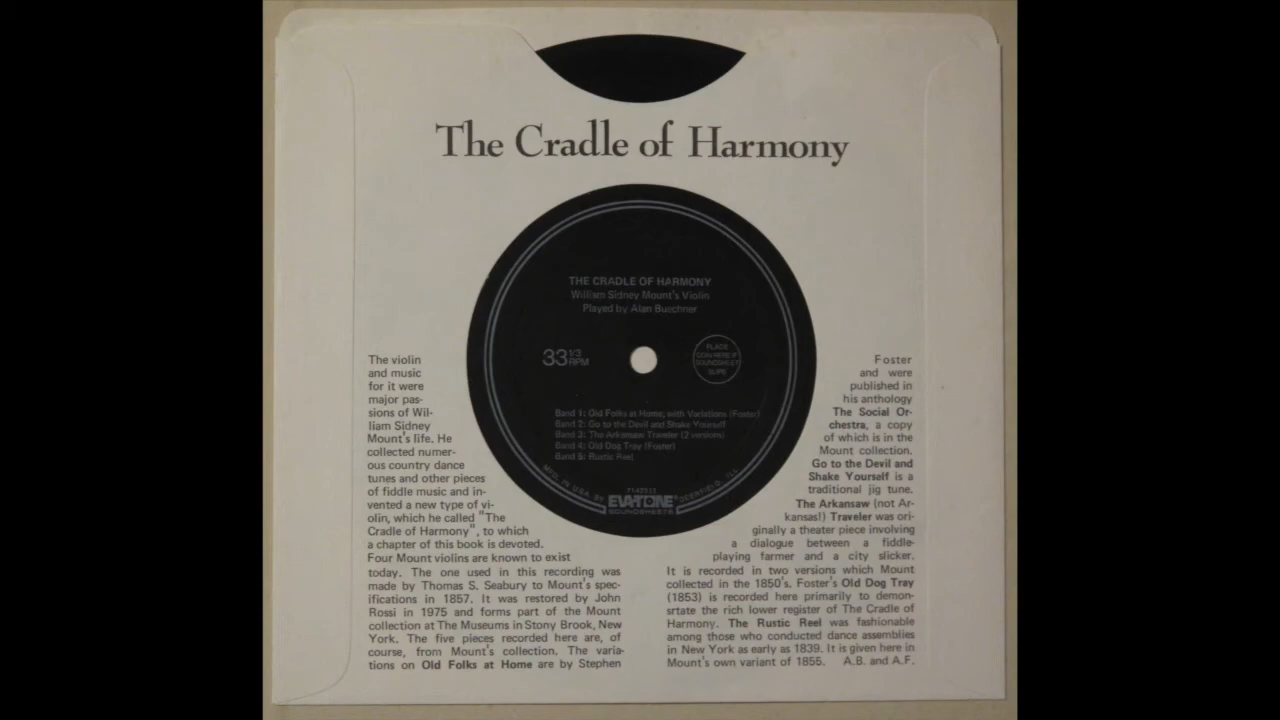 The Cradle of Harmony
THE CRADLE OF HARMONY
William Sidney Mount's Violin
Played by Alan Buechner
33 1/3
RPM
PLACE
COIN HERE IF
SOUNDSHEET
SLIPS
Band 1: Old Folks at Home, with Variations (Foster)
Band 2: Go to the Devil and Shake Yourself
Band 3: The Arkansaw Traveler (2 versions)
Band 4: Old Dog Tray (Foster)
Band 5: Rustic Reel
MFG. IN USA BY EVA-TONE SOUNDSHEETS DEERFIELD, ILL
The violin
and music
for it were
major pas-
sions of Wil-
liam Sidney
Mount's life. He
collected numer-
ous country dance
tunes and other pieces
of fiddle music and in-
vented a new type of vi-
olin, which he called "The
Cradle of Harmony", to which
a chapter of this book is devoted.
Four Mount violins are known to exist
today. The one used in this recording was
made by Thomas S. Seabury to Mount's spec-
ifications in 1857. It was restored by John
Rossi in 1975 and forms part of the Mount
collection at The Museums in Stony Brook, New
York. The five pieces recorded here are, of
course, from Mount's collection. The varia-
tions on Old Folks at Home are by Stephen
Foster
and were
published in
his anthology
The Social Or-
chestra, a copy
of which is in the
Mount collection.
Go to the Devil and
Shake Yourself is a
traditional jig tune.
The Arkansaw (not Ar-
kansas!) Traveler was ori-
ginally a theater piece involving
a dialogue between a fiddle-
playing farmer and a city slicker.
It is recorded in two versions which Mount
collected in the 1850's. Foster's Old Dog Tray
(1853) is recorded here primarily to demon-
srtate the rich lower register of The Cradle of
Harmony. The Rustic Reel was fashionable
among those who conducted dance assemblies
in New York as early as 1839. It is given here in
Mount's own variant of 1855. A.B. and A.F.